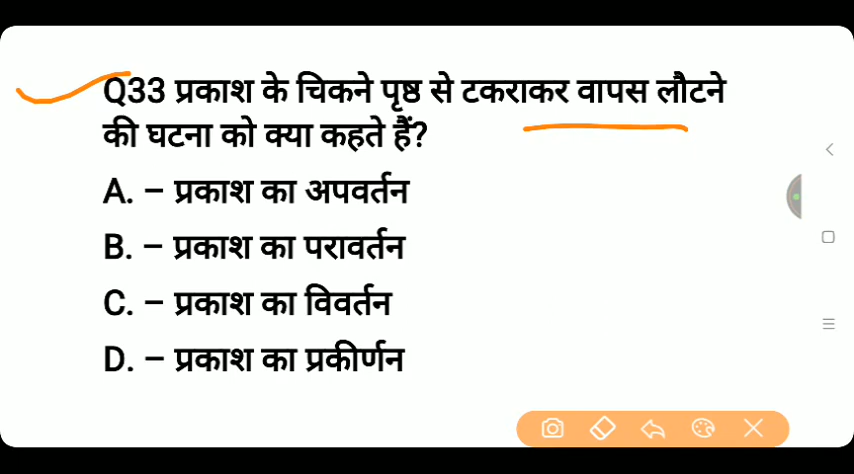 Q33 प्रकाश के चिकने पृष्ठ से टकराकर वापस लौटने
की घटना को क्या कहते हैं?
A. – प्रकाश का अपवर्तन
B. – प्रकाश का परावर्तन
C. – प्रकाश का विवर्तन
D. – प्रकाश का प्रकीर्णन